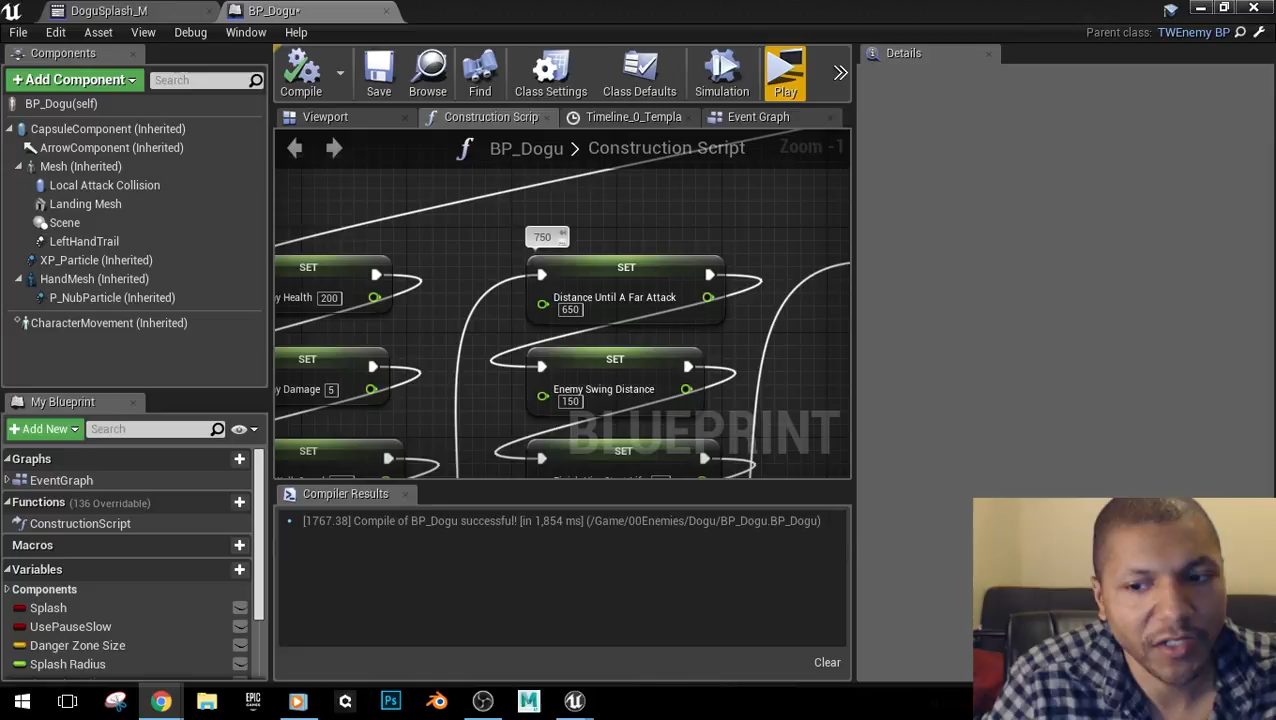 DoguSplash_M
BP_Dogu*
File Edit Asset View Debug Window Help
Parent class: TWEnemy BP
Components
+ Add Component
Search
BP_Dogu(self)
CapsuleComponent (Inherited)
ArrowComponent (Inherited)
Mesh (Inherited)
Local Attack Collision
Landing Mesh
Scene
LeftHandTrail
XP_Particle (Inherited)
HandMesh (Inherited)
P_NubParticle (Inherited)
CharacterMovement (Inherited)
My Blueprint
+ Add New
Search
Graphs
EventGraph
Functions (136 Overridable)
ConstructionScript
Macros
Variables
Components
Splash
UsePauseSlow
Danger Zone Size
Splash Radius
Compile
Save
Browse
Find
Class Settings
Class Defaults
Simulation
Play
Viewport
Construction Scrip
Timeline_0_Templa
Event Graph
BP_Dogu > Construction Script
Zoom -1
750
SET
y Health 200
SET
Distance Until A Far Attack
650
SET
y Damage 5
SET
Enemy Swing Distance
150
SET
SET
BLUEPRINT
Compiler Results
[1767.38] Compile of BP_Dogu successful! [in 1,854 ms] (/Game/00Enemies/Dogu/BP_Dogu.BP_Dogu)
Clear
Details
EPIC
GAMES
Ps
M